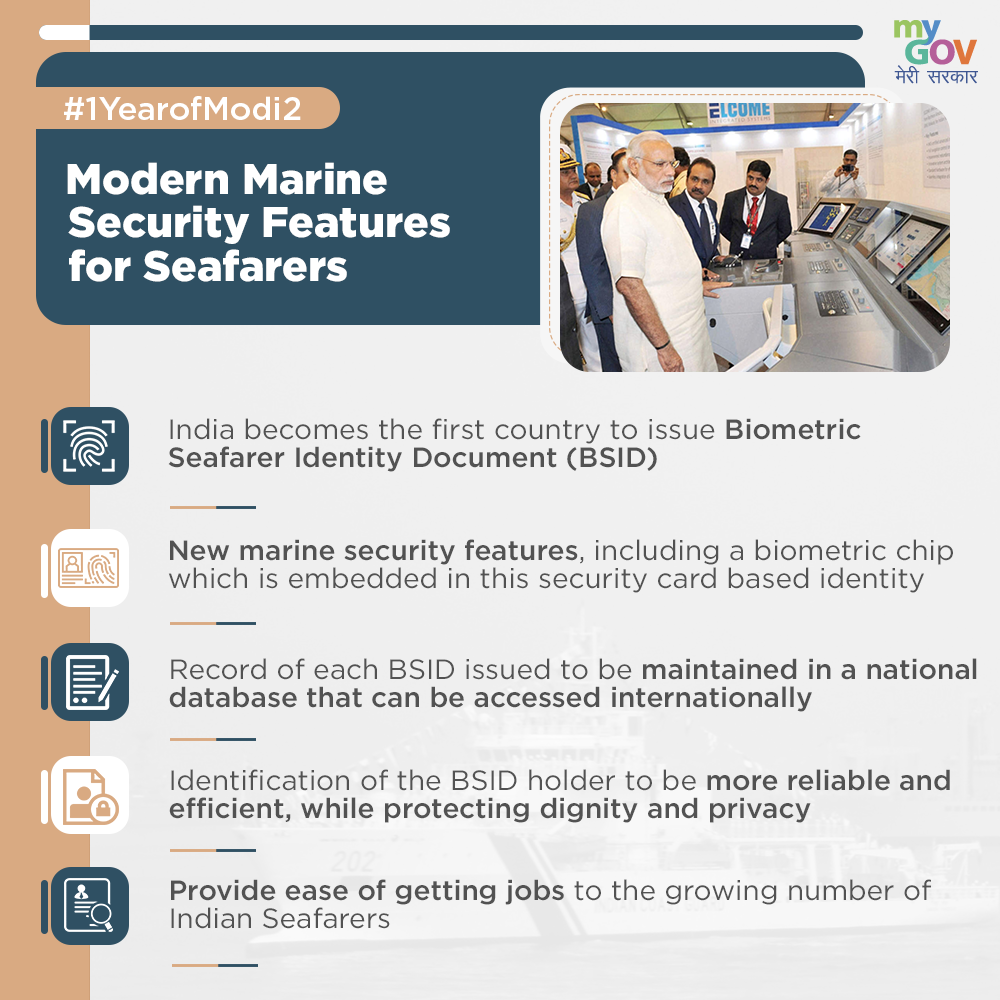 my
GOV
मेरी सरकार
#1YearofModi2
Modern Marine
Security Features
for Seafarers
ELCOME
INTEGRATED SYSTEMS
India becomes the first country to issue Biometric
Seafarer Identity Document (BSID)
New marine security features, including a biometric chip
which is embedded in this security card based identity
Record of each BSID issued to be maintained in a national
database that can be accessed internationally
Identification of the BSID holder to be more reliable and
efficient, while protecting dignity and privacy
202
Provide ease of getting jobs to the growing number of
Indian Seafarers